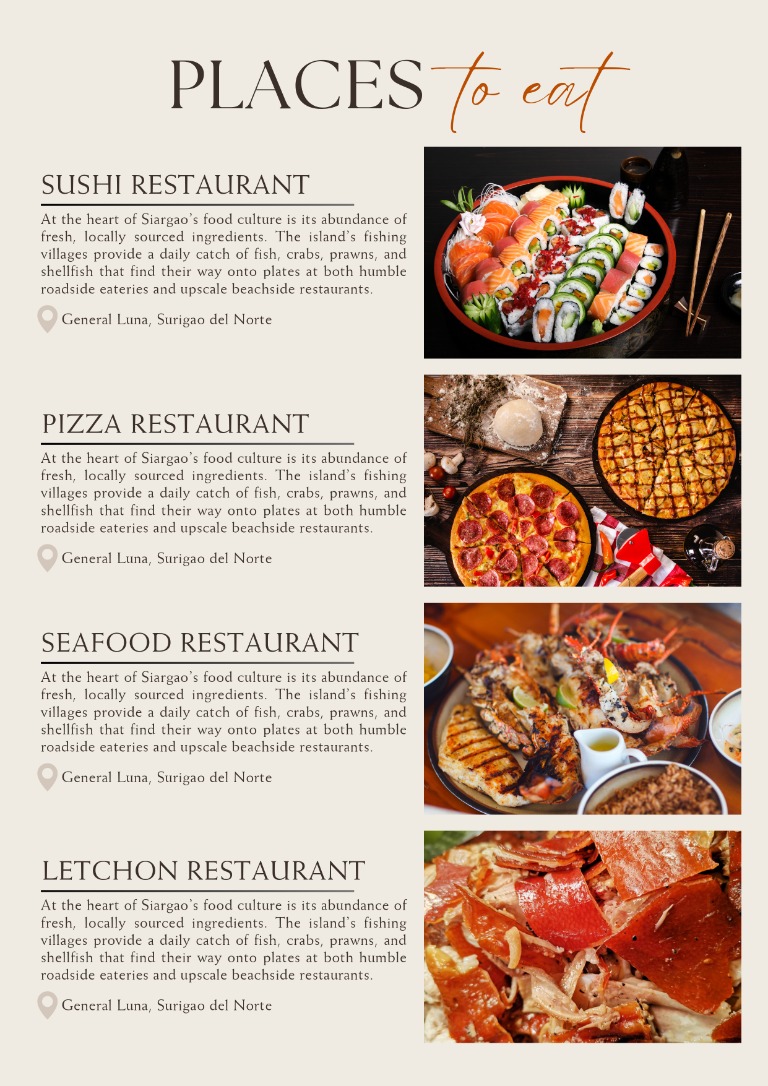 PLACES to eat
SUSHI RESTAURANT
At the heart of Siargao's food culture is its abundance of
fresh, locally sourced ingredients. The island's fishing
villages provide a daily catch of fish, crabs, prawns, and
shellfish that find their way onto plates at both humble
roadside eateries and upscale beachside restaurants.
General Luna, Surigao del Norte
PIZZA RESTAURANT
At the heart of Siargao's food culture is its abundance of
fresh, locally sourced ingredients. The island's fishing
villages provide a daily catch of fish, crabs, prawns, and
shellfish that find their way onto plates at both humble
roadside eateries and upscale beachside restaurants.
General Luna, Surigao del Norte
SEAFOOD RESTAURANT
At the heart of Siargao's food culture is its abundance of
fresh, locally sourced ingredients. The island's fishing
villages provide a daily catch of fish, crabs, prawns, and
shellfish that find their way onto plates at both humble
roadside eateries and upscale beachside restaurants.
General Luna, Surigao del Norte
LETCHON RESTAURANT
At the heart of Siargao's food culture is its abundance of
fresh, locally sourced ingredients. The island's fishing
villages provide a daily catch of fish, crabs, prawns, and
shellfish that find their way onto plates at both humble
roadside eateries and upscale beachside restaurants.
General Luna, Surigao del Norte